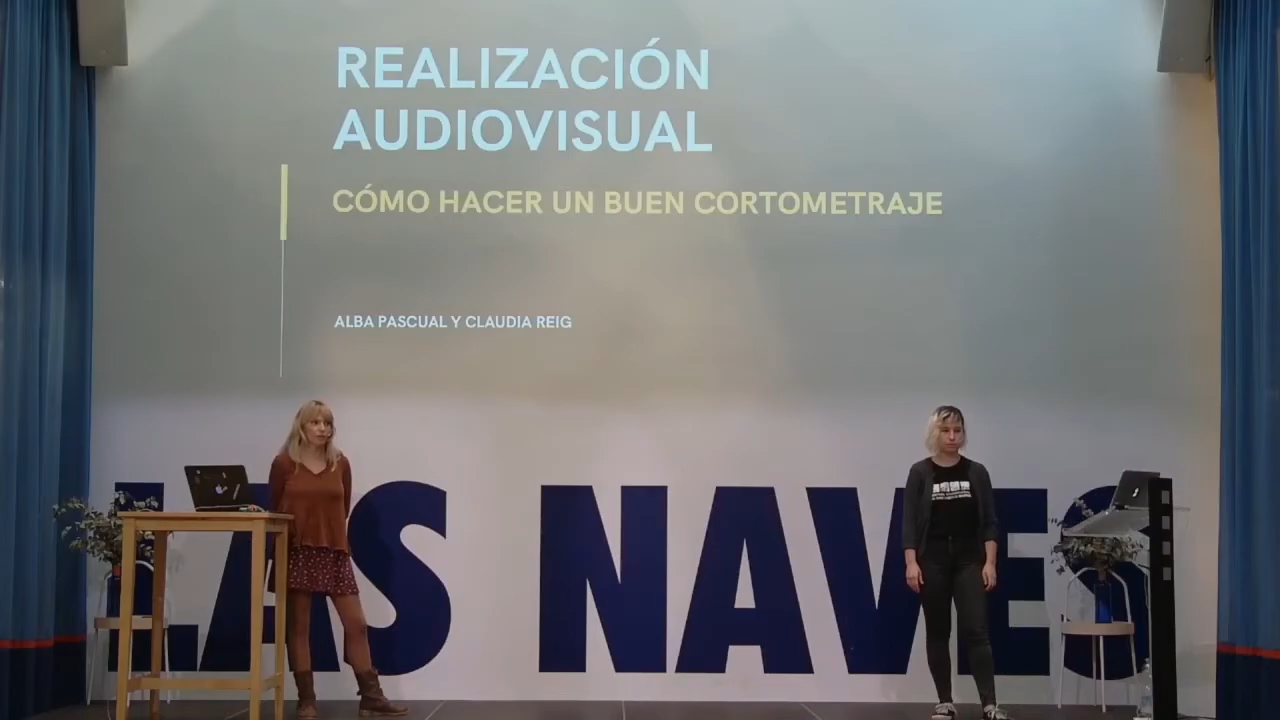 REALIZACIÓN
AUDIOVISUAL
CÓMO HACER UN BUEN CORTOMETRAJE
ALBA PASCUAL Y CLAUDIA REIG
LAS NAVES